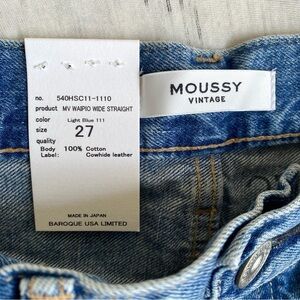 no. 540HSC11-1110
product MV WAIPIO WIDE STRAIGHT
color Light Blue 111
size 27
quality
Body 100% Cotton
Label: Cowhide leather
MADE IN JAPAN
BAROQUE USA LIMITED
MOUSSY
VINTAGE